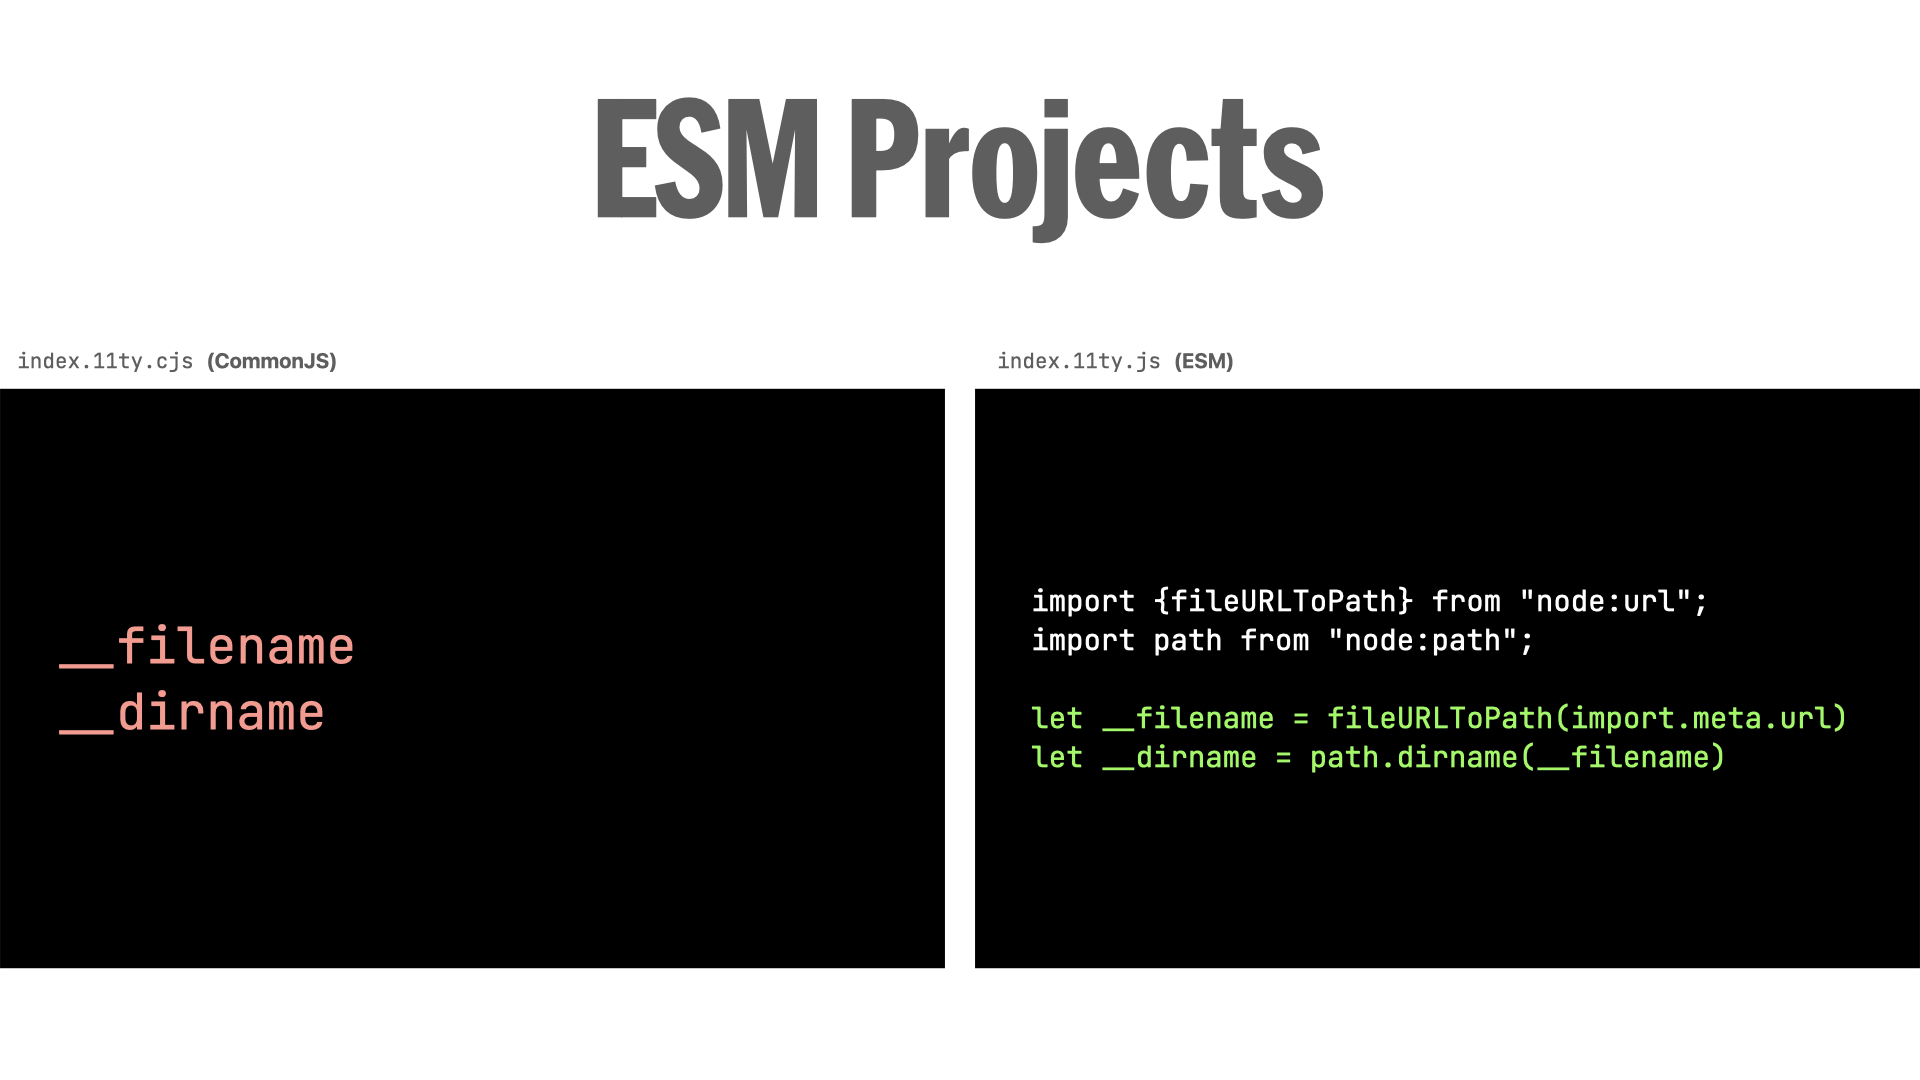 ESM Projects
index.11ty.cjs (CommonJS)
__filename
__dirname
index.11ty.js (ESM)
import {fileURLToPath} from "node:url";
import path from "node:path";
let __filename = fileURLToPath(import.meta.url)
let __dirname = path.dirname(__filename)